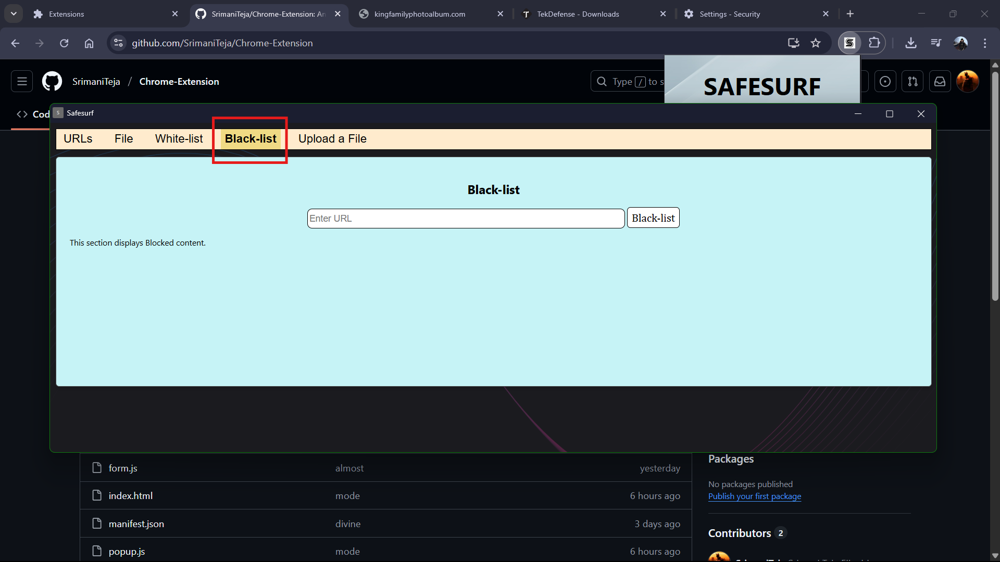 Extensions
SrimaniTeja/Chrome-Extension: An
kingfamilyphotoalbum.com
T TekDefense - Downloads
Settings - Security
github.com/SrimaniTeja/Chrome-Extension
SrimaniTeja / Chrome-Extension
Type / to s
SAFESURF
Cod
S Safesurf
URLs File White-list Black-list Upload a File
Black-list
Enter URL Black-list
This section displays Blocked content.
form.js almost yesterday
index.html mode 6 hours ago
manifest.json divine 3 days ago
popup.js mode 6 hours ago
Packages
No packages published
Publish your first package
Contributors 2